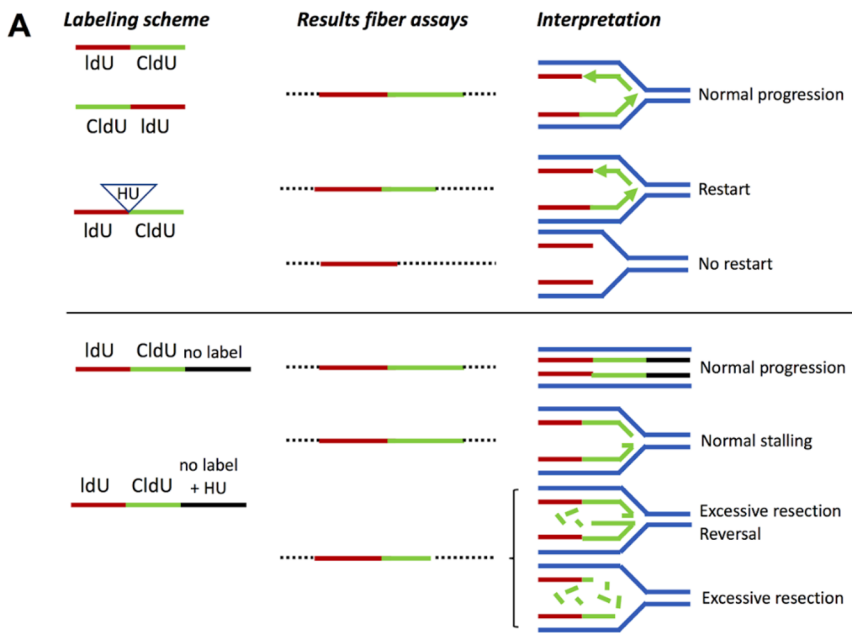 A
Labeling scheme
Results fiber assays
Interpretation
IdU CldU
CldU IdU
Normal progression
HU
IdU CldU
Restart
No restart
IdU CldU no label
Normal progression
Normal stalling
IdU CldU no label
+ HU
Excessive resection
Reversal
Excessive resection